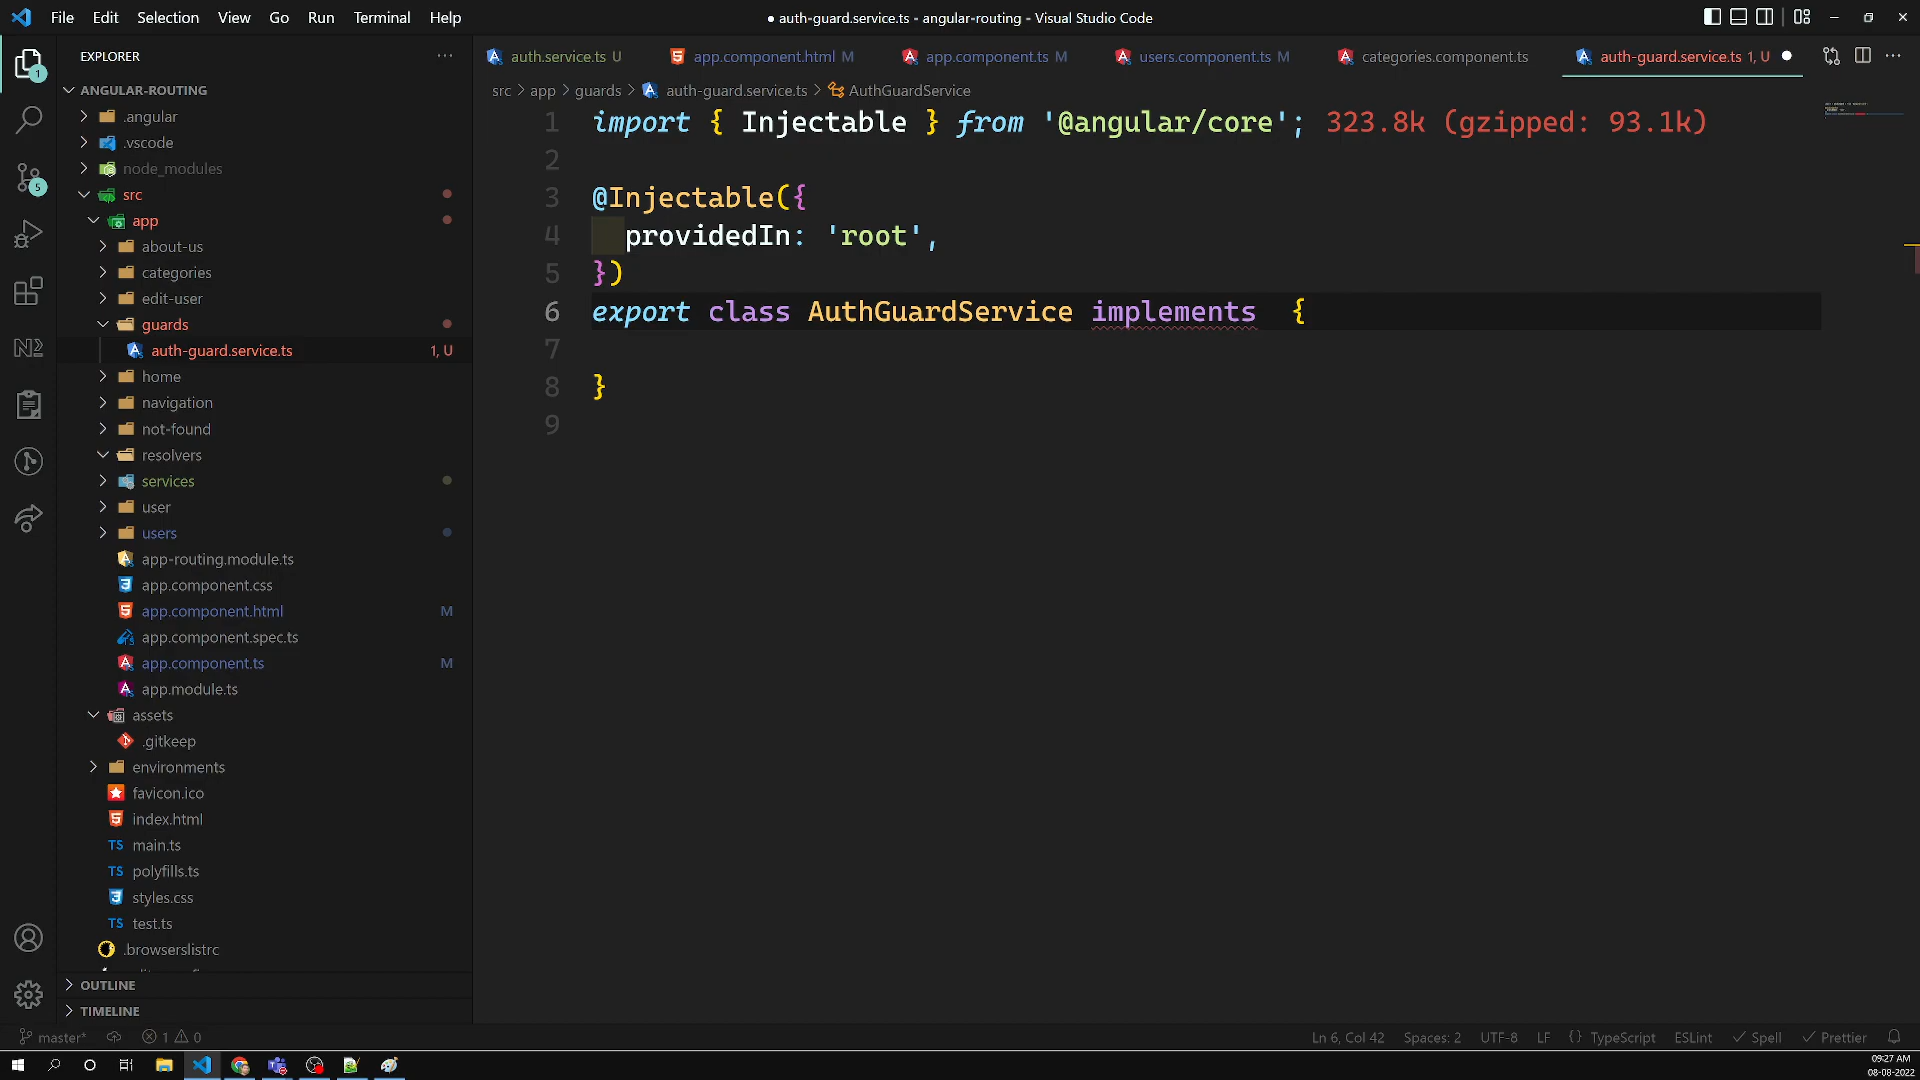 File Edit Selection View Go Run Terminal Help
● auth-guard.service.ts - angular-routing - Visual Studio Code
EXPLORER
auth.service.ts U
app.component.html M
app.component.ts M
users.component.ts M
categories.component.ts
auth-guard.service.ts 1, U
src > app > guards > auth-guard.service.ts > AuthGuardService
ANGULAR-ROUTING
.angular
.vscode
node_modules
src
app
about-us
categories
edit-user
guards
auth-guard.service.ts 1, U
home
navigation
not-found
resolvers
services
user
users
app-routing.module.ts
app.component.css
app.component.html M
app.component.spec.ts
app.component.ts M
app.module.ts
assets
.gitkeep
environments
favicon.ico
index.html
TS main.ts
TS polyfills.ts
styles.css
TS test.ts
.browserslistrc
OUTLINE
TIMELINE
1
5
1 import { Injectable } from '@angular/core'; 323.8k (gzipped: 93.1k)
2
3 @Injectable({
4 providedIn: 'root',
5 })
6 export class AuthGuardService implements {
7
8 }
9
master* 1 0
Ln 6, Col 42 Spaces: 2 UTF-8 LF {} TypeScript ESLint Spell Prettier
09:27 AM
08-08-2022